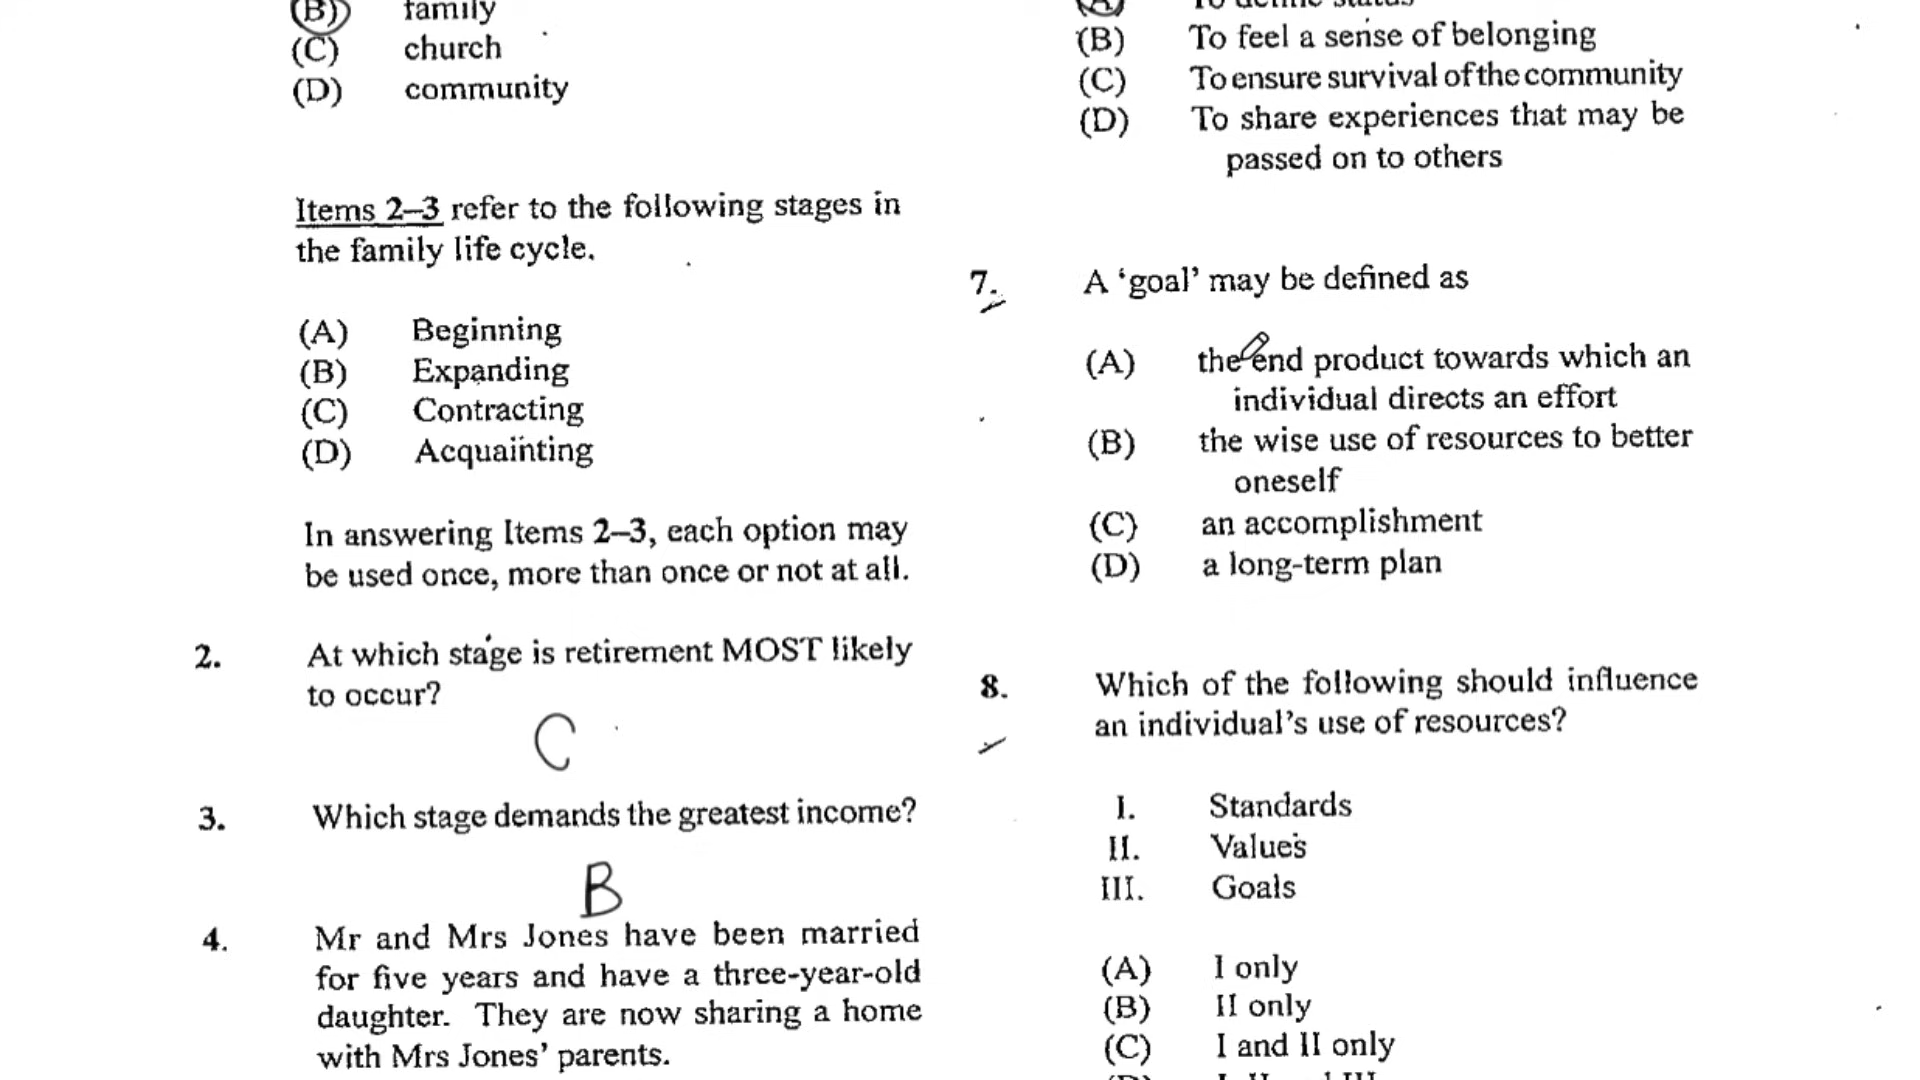 (B) family
(C) church
(D) community
Items 2–3 refer to the following stages in
the family life cycle.
(A) Beginning
(B) Expanding
(C) Contracting
(D) Acquainting
In answering Items 2–3, each option may
be used once, more than once or not at all.
2. At which stage is retirement MOST likely
to occur?
C
3. Which stage demands the greatest income?
B
4. Mr and Mrs Jones have been married
for five years and have a three-year-old
daughter. They are now sharing a home
with Mrs Jones' parents.
(A) To define status
(B) To feel a sense of belonging
(C) To ensure survival of the community
(D) To share experiences that may be
passed on to others
7. A 'goal' may be defined as
(A) the end product towards which an
individual directs an effort
(B) the wise use of resources to better
oneself
(C) an accomplishment
(D) a long-term plan
8. Which of the following should influence
an individual's use of resources?
I. Standards
II. Values
III. Goals
(A) I only
(B) II only
(C) I and II only